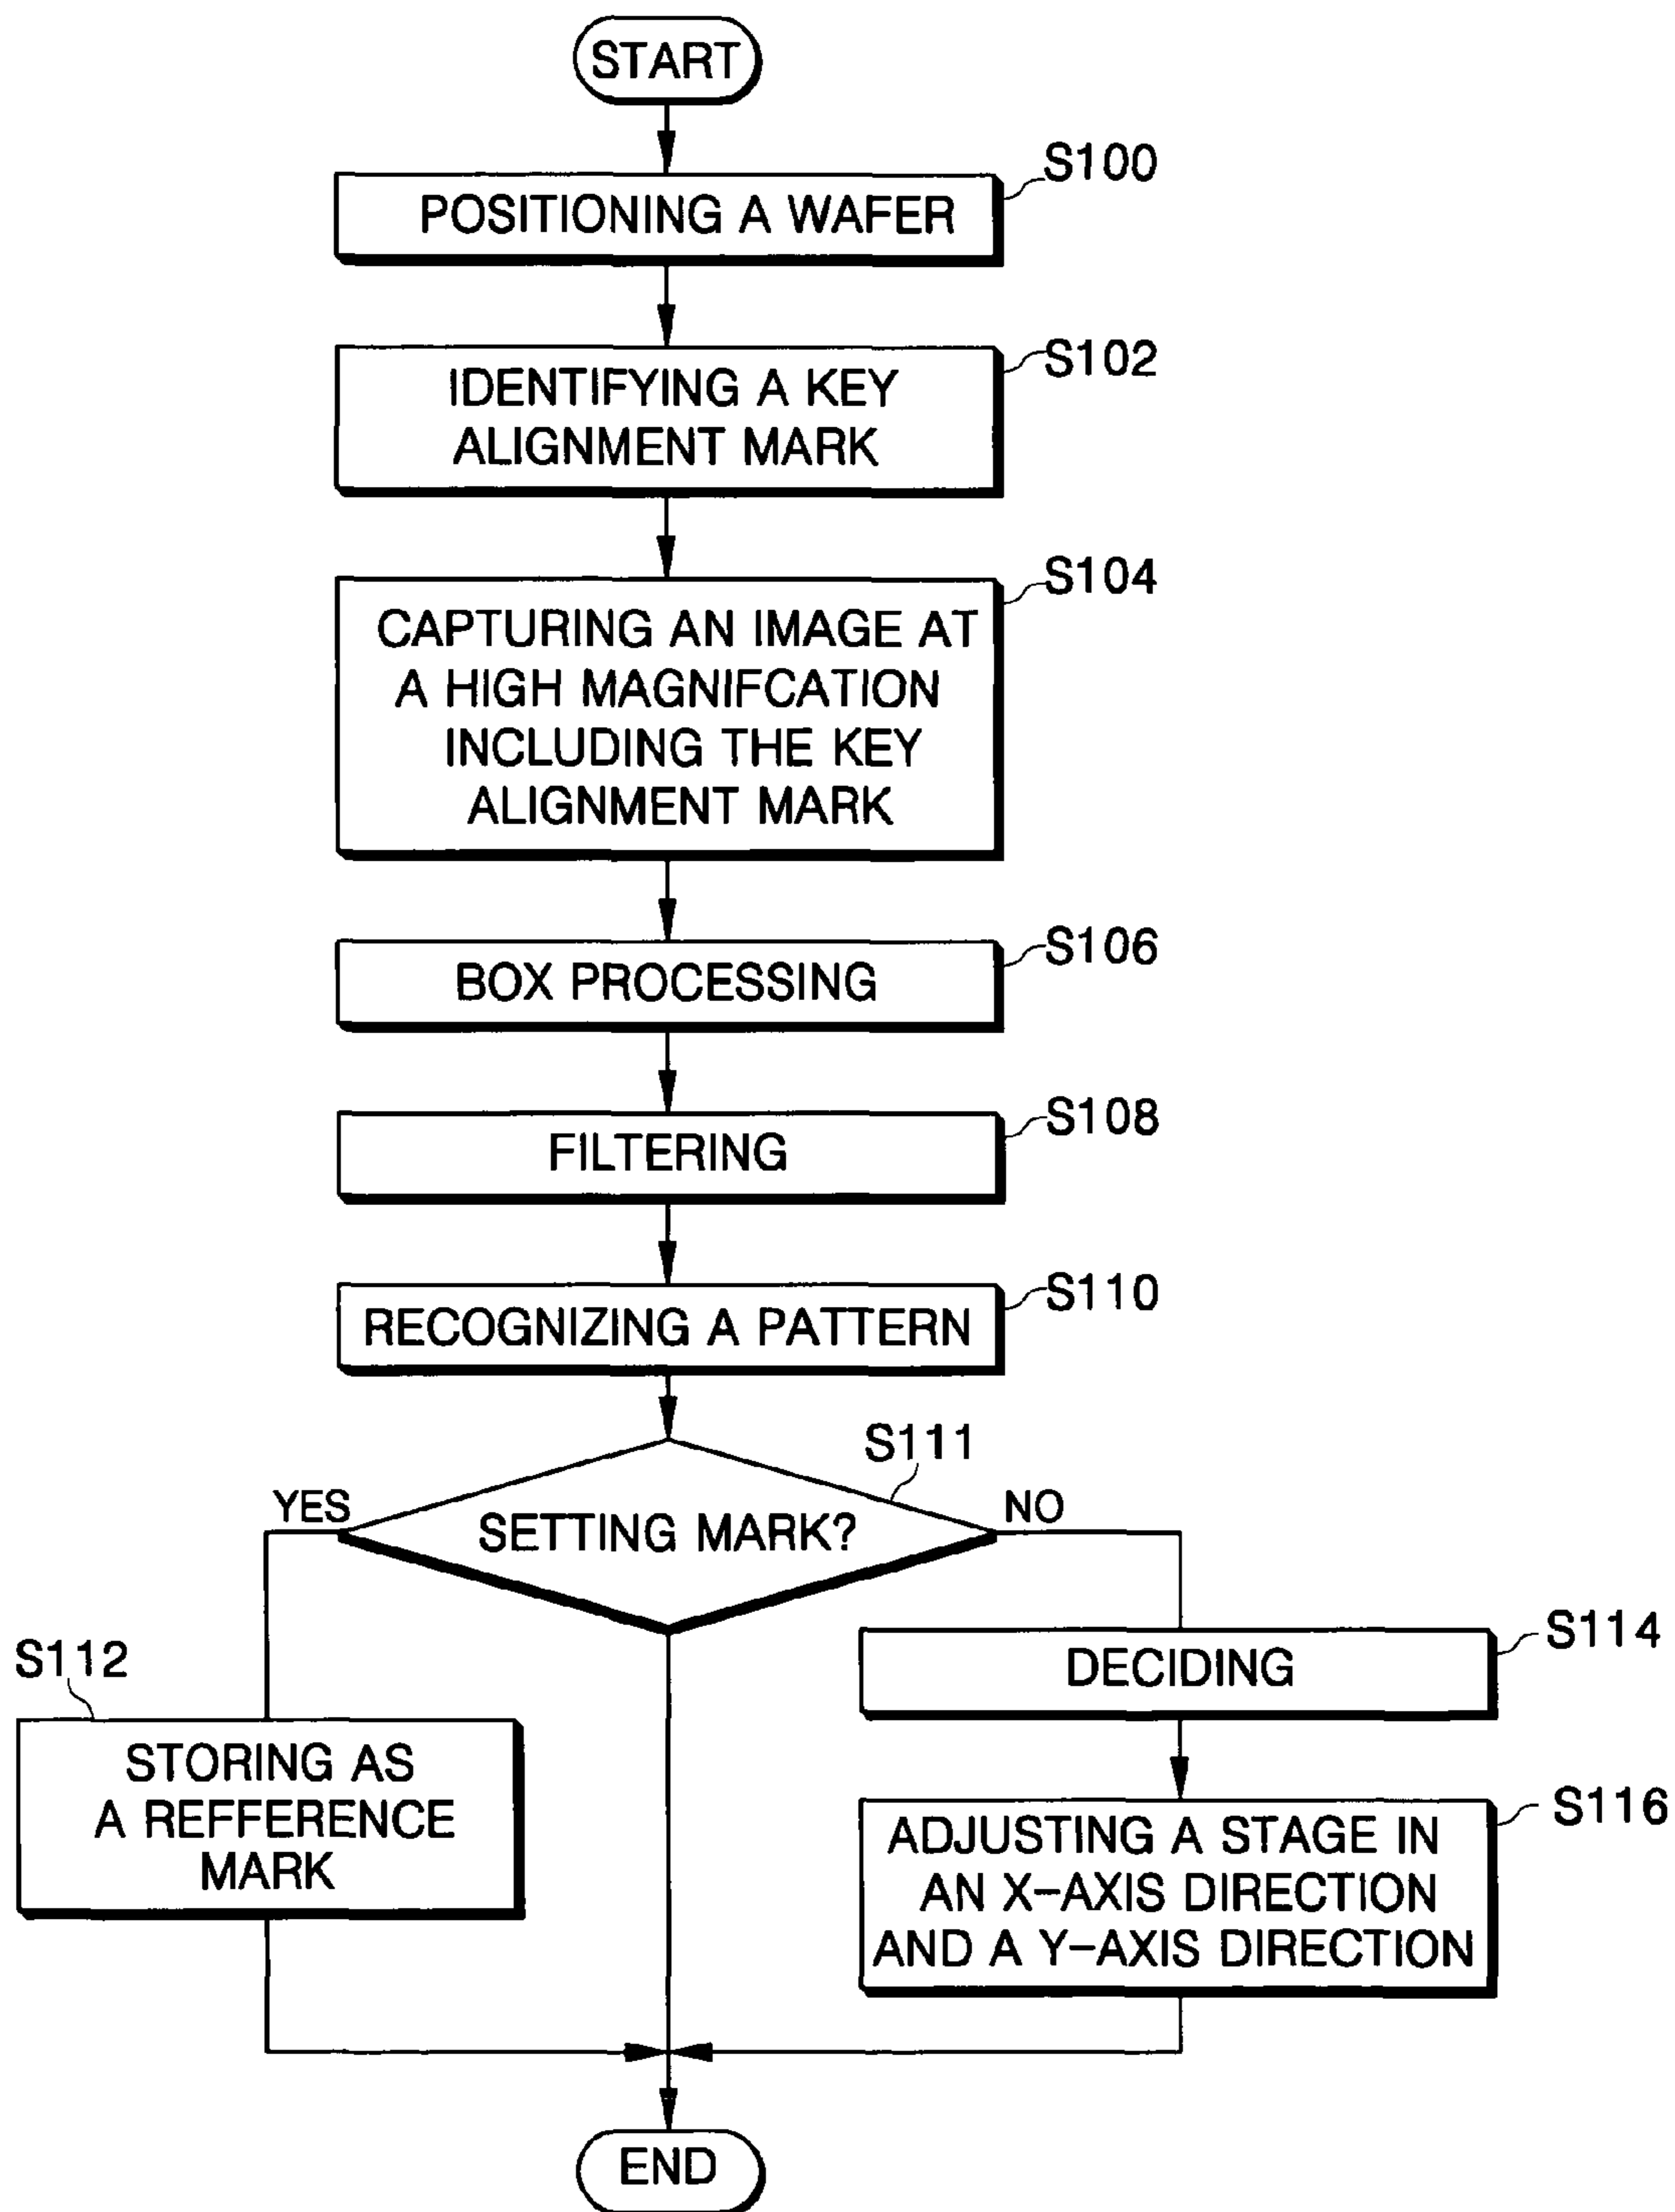 START
S100
POSITIONING A WAFER
S102
IDENTIFYING A KEY
ALIGNMENT MARK
S104
CAPTURING AN IMAGE AT
A HIGH MAGNIFCATION
INCLUDING THE KEY
ALIGNMENT MARK
S106
BOX PROCESSING
S108
FILTERING
S110
RECOGNIZING A PATTERN
S111
YES
SETTING MARK?
NO
S112
STORING AS
A REFFERENCE
MARK
S114
DECIDING
S116
ADJUSTING A STAGE IN
AN X-AXIS DIRECTION
AND A Y-AXIS DIRECTION
END